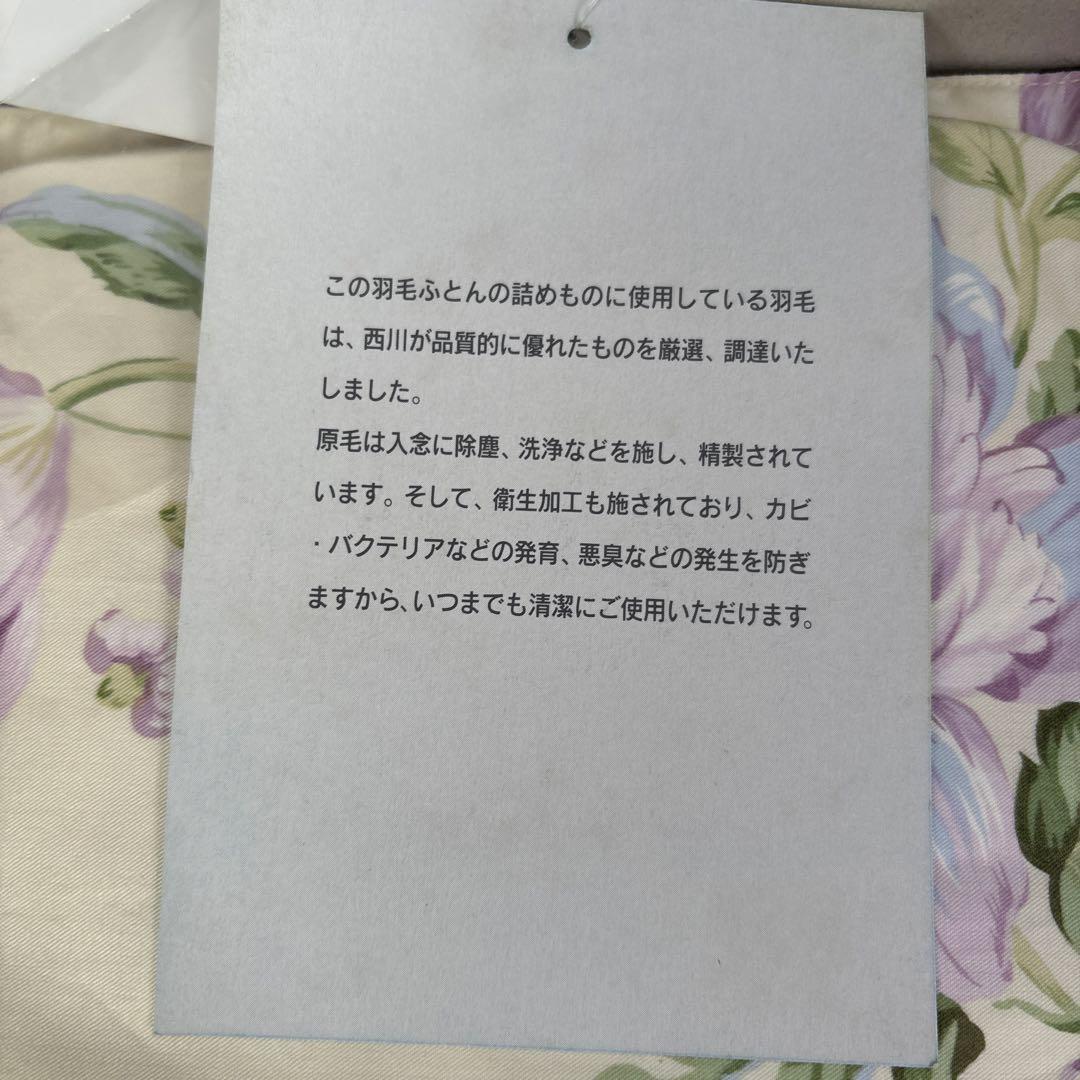 この羽毛ふとんの詰めものに使用している羽毛
は、西川が品質的に優れたものを厳選、調達いた
しました。
原毛は入念に除塵、洗浄などを施し、精製されて
います。そして、衛生加工も施されており、カビ
・バクテリアなどの発育、悪臭などの発生を防ぎ
ますから、いつまでも清潔にご使用いただけます。